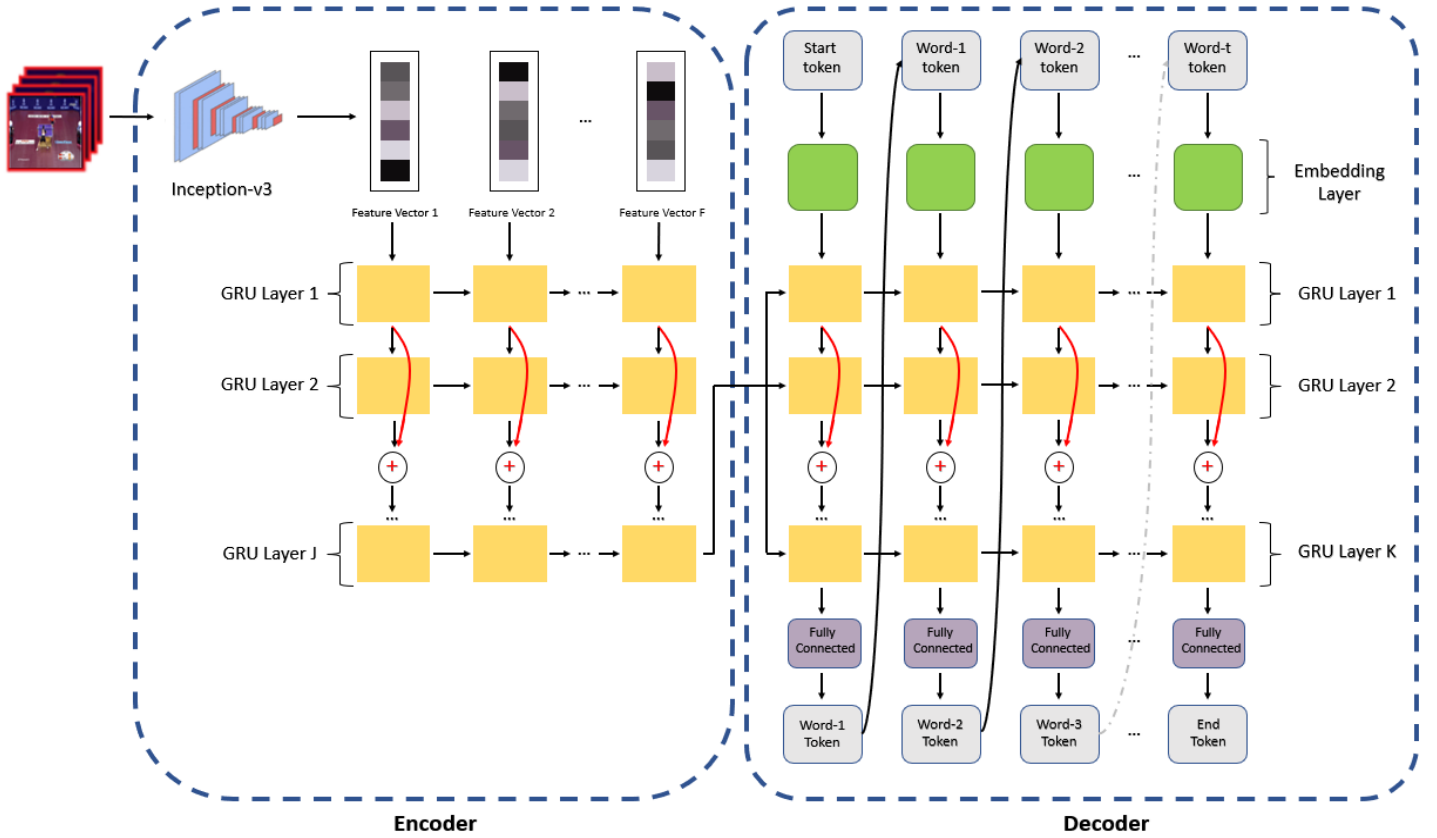 Start
token
Word-1
token
Word-2
token
...
Word-t
token
Inception-v3
...
...
Embedding
Layer
Feature Vector 1
Feature Vector 2
Feature Vector F
GRU Layer 1
...
...
GRU Layer 1
GRU Layer 2
...
...
GRU Layer 2
+
+
+
+
+
+
+
...
...
...
...
...
...
...
GRU Layer J
...
...
GRU Layer K
Fully
Connected
Fully
Connected
Fully
Connected
...
Fully
Connected
Word-1
Token
Word-2
Token
Word-3
Token
...
End
Token
Encoder
Decoder